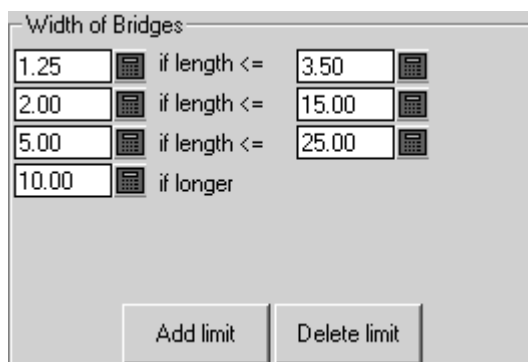 Width of Bridges
1.25 if length <= 3.50
2.00 if length <= 15.00
5.00 if length <= 25.00
10.00 if longer
Add limit Delete limit